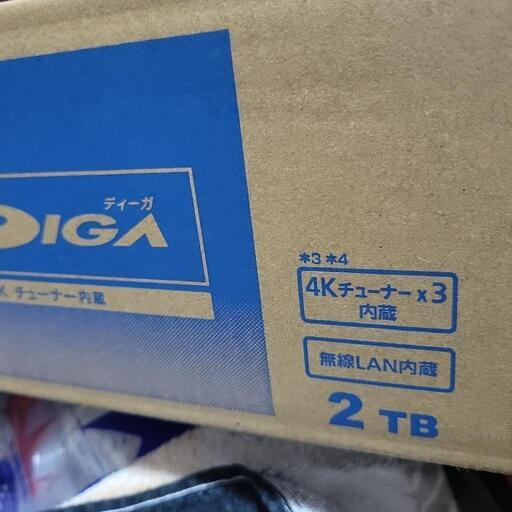 ディーガ
DIGA
K チューナー内蔵
*3 *4
4Kチューナー x 3
内蔵
無線LAN内蔵
2 TB